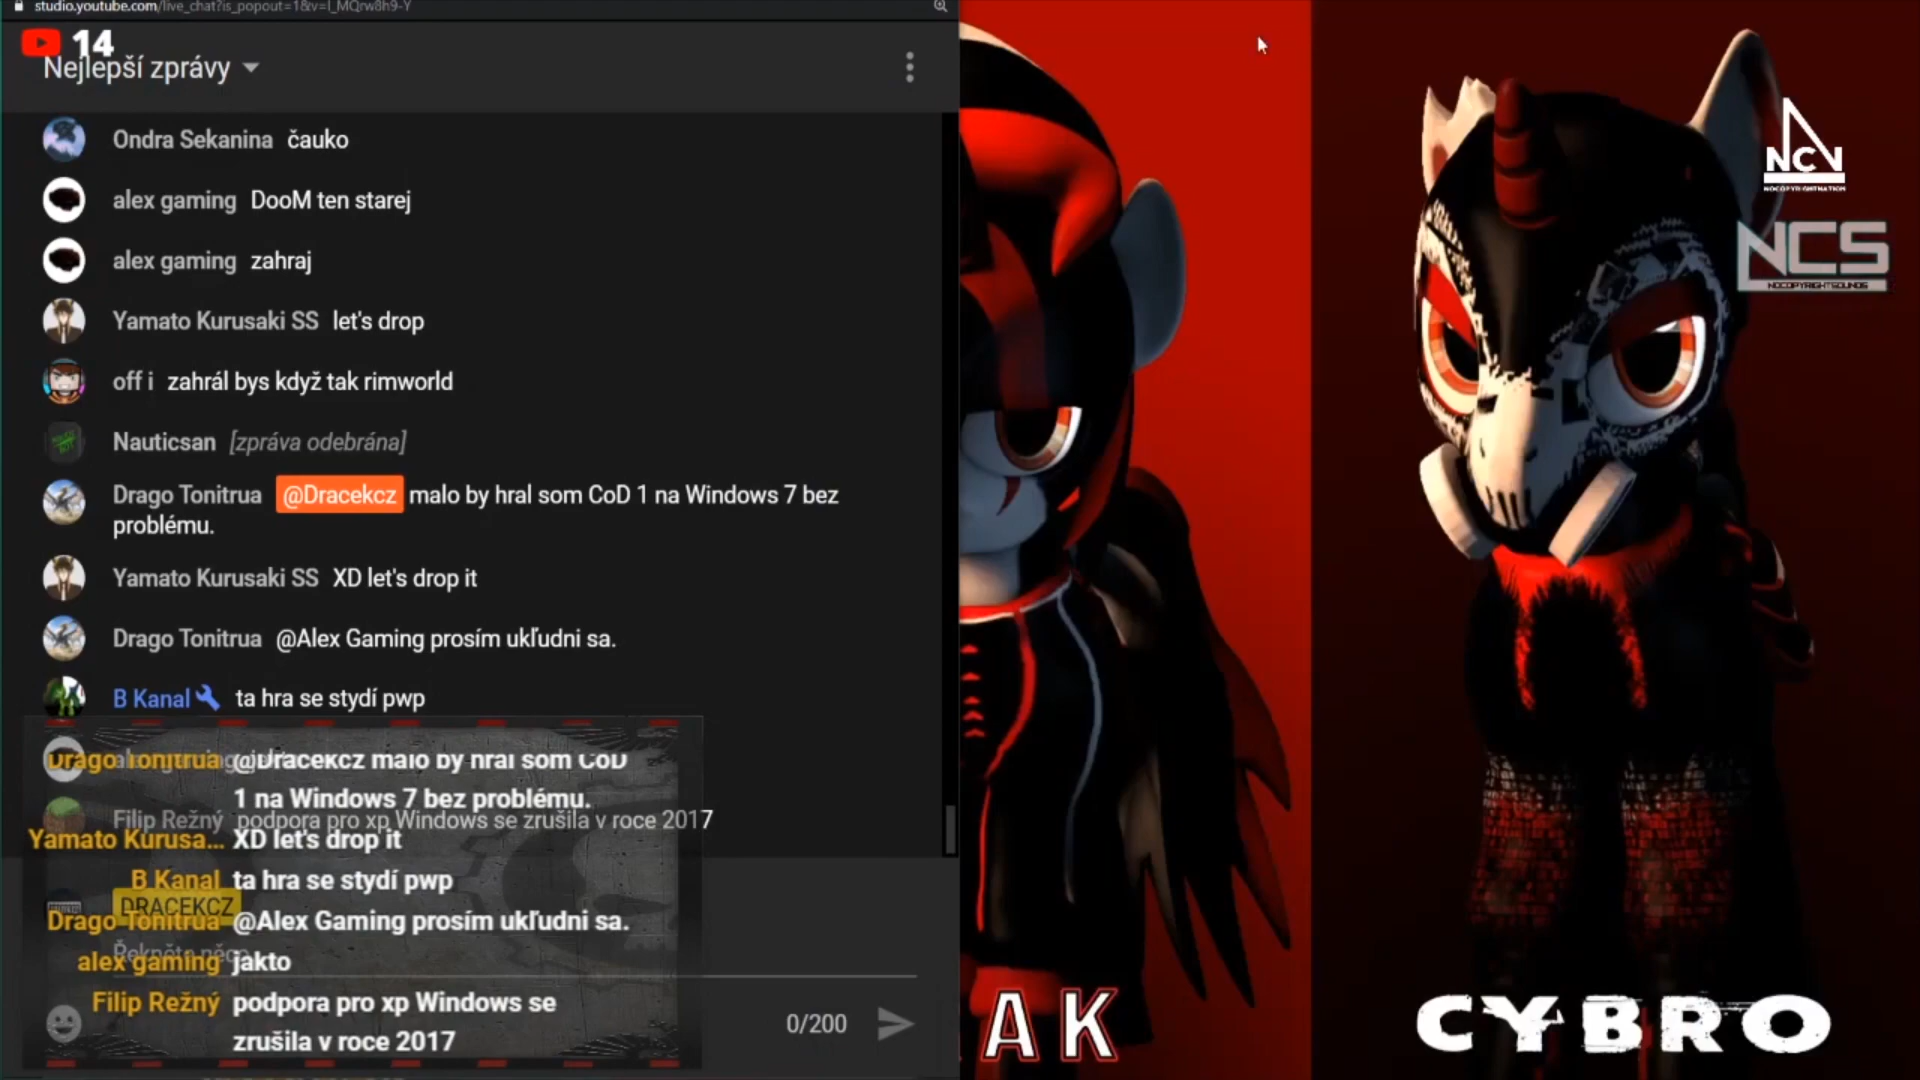 studio.youtube.com/live_chat?is_popout=1&v=l_MQrw8h9-Y
14
Nejlepší zprávy
Ondra Sekanina čauko
alex gaming DooM ten starej
alex gaming zahraj
Yamato Kurusaki SS let's drop
off i zahrál bys když tak rimworld
Nauticsan [zpráva odebrána]
Drago Tonitrua @Dracekcz malo by hral som CoD 1 na Windows 7 bez
problému.
Yamato Kurusaki SS XD let's drop it
Drago Tonitrua @Alex Gaming prosím ukľudni sa.
B Kanal ta hra se stydí pwp
Drago Tonitrua @Dracekcz malo by hral som CoD
1 na Windows 7 bez problému.
Filip Režný podpora pro xp Windows se zrušila v roce 2017
Yamato Kurusa... XD let's drop it
B Kanal ta hra se stydí pwp
DRACEKCZ
Drago Tonitrua @Alex Gaming prosím ukľudni sa.
Řekněte něco...
alex gaming jakto
Filip Režný podpora pro xp Windows se
zrušila v roce 2017
0/200
NCN
NOCOPYRIGHTNATION
NCS
NOCOPYRIGHTSOUNDS
AK
CYBRO